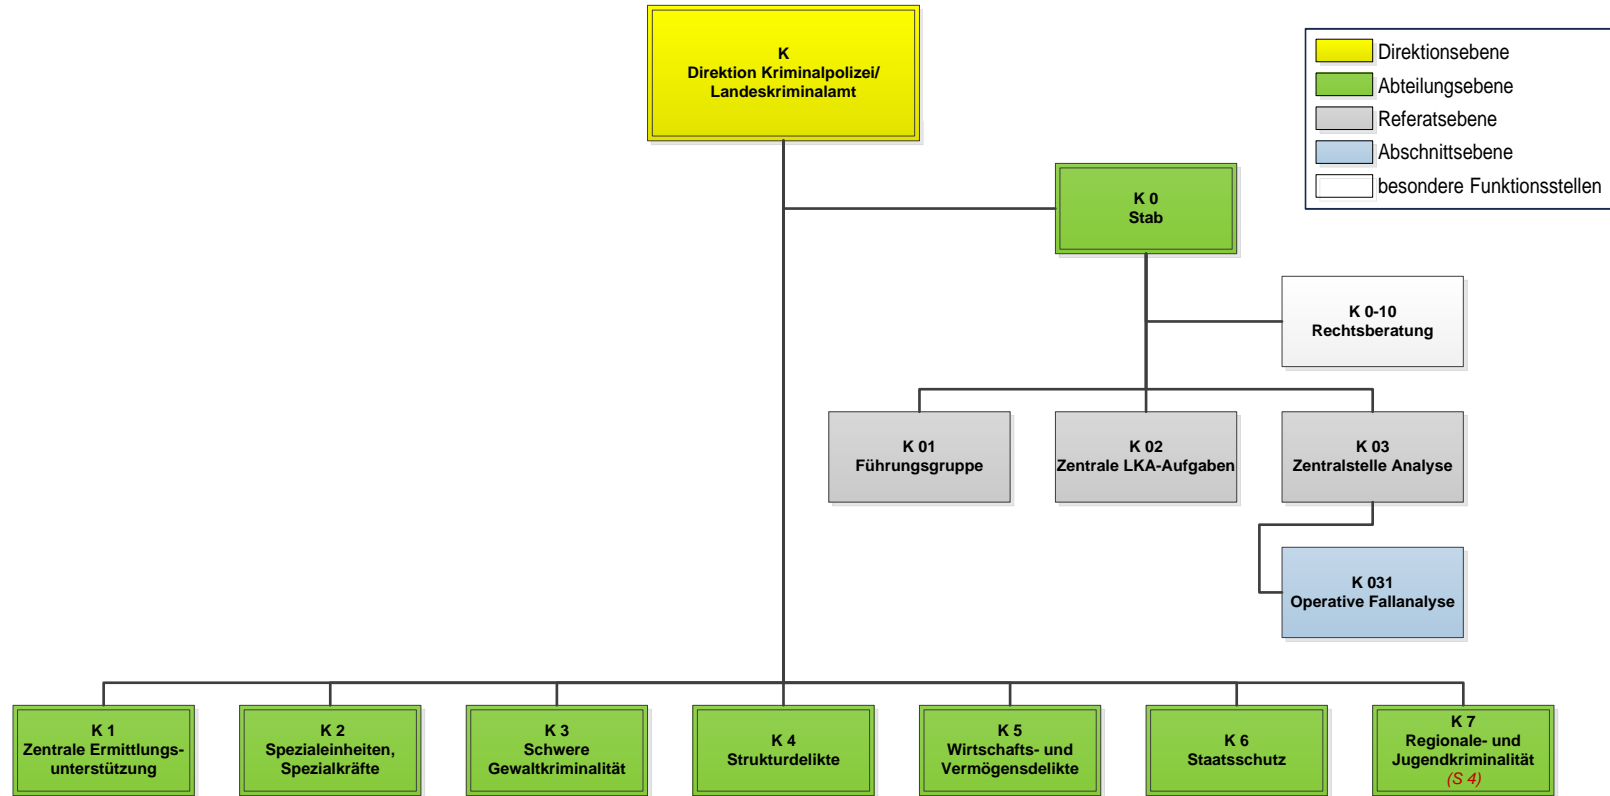 K
Direktion Kriminalpolizei/
Landeskriminalamt
Direktionsebene
Abteilungsebene
Referatsebene
Abschnittsebene
besondere Funktionsstellen
K 0
Stab
K 0-10
Rechtsberatung
K 01
Führungsgruppe
K 02
Zentrale LKA-Aufgaben
K 03
Zentralstelle Analyse
K 031
Operative Fallanalyse
K 1
Zentrale Ermittlungs-
unterstützung
K 2
Spezialeinheiten,
Spezialkräfte
K 3
Schwere
Gewaltkriminalität
K 4
Strukturdelikte
K 5
Wirtschafts- und
Vermögensdelikte
K 6
Staatsschutz
K 7
Regionale- und
Jugendkriminalität
(S 4)